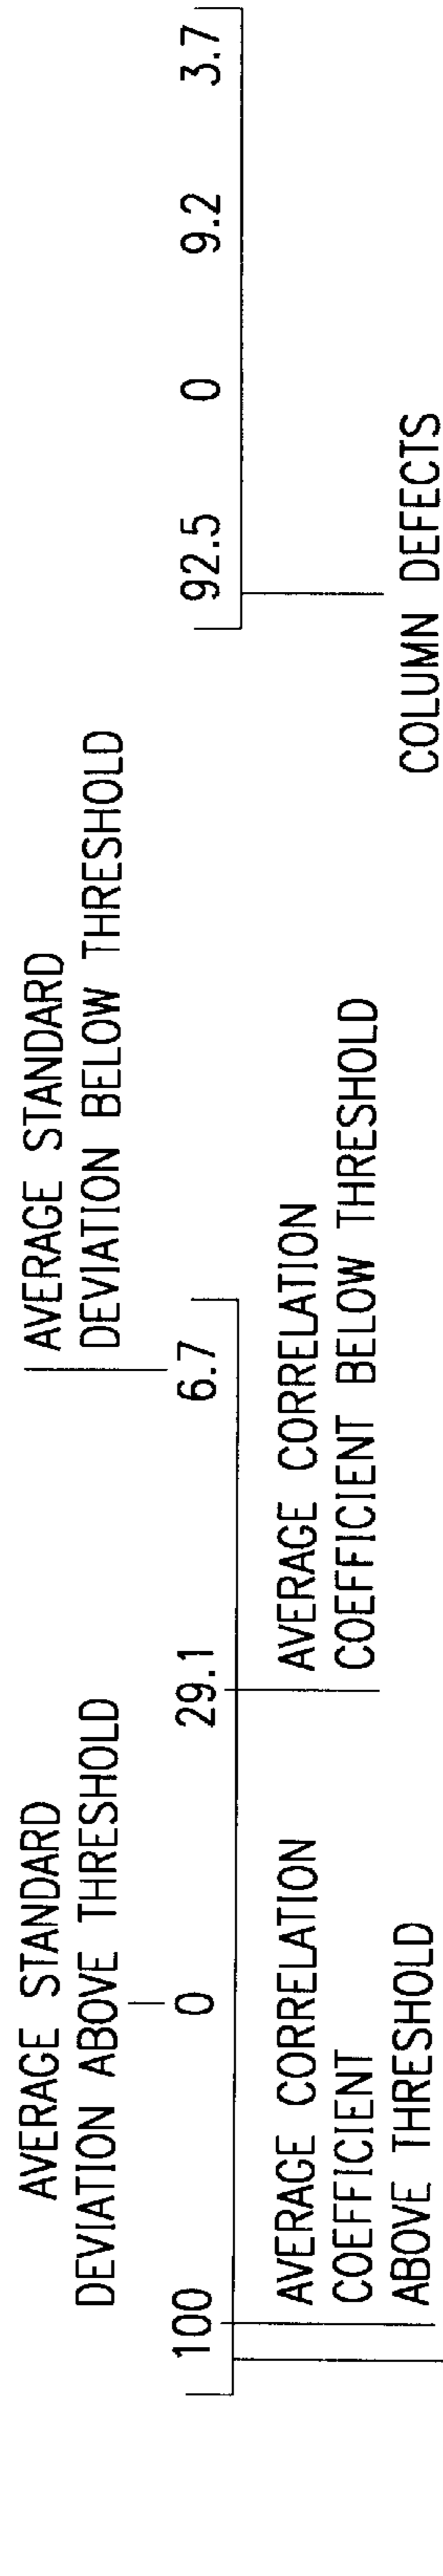 AVERAGE STANDARD
DEVIATION ABOVE THRESHOLD
AVERAGE STANDARD
DEVIATION BELOW THRESHOLD
100 0 29.1 6.7
92.5 0 9.2 3.7
AVERAGE CORRELATION
COEFFICIENT
ABOVE THRESHOLD
AVERAGE CORRELATION
COEFFICIENT BELOW THRESHOLD
COLUMN DEFECTS